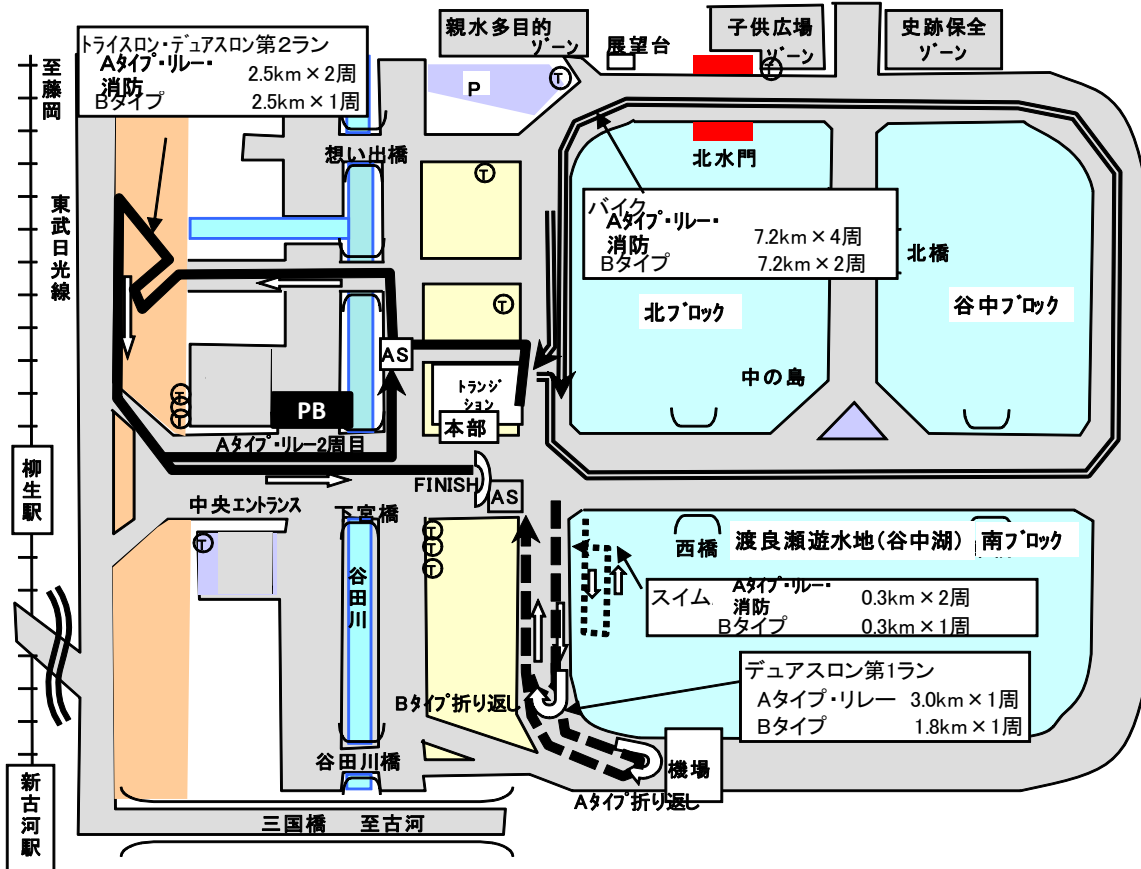 親水多目的
ゾーン
展望台
子供広場
ゾーン
史跡保全
ゾーン
トライスロン・デュアスロン第2ラン
Aタイプ・リレー・
消防 2.5km×2周
Bタイプ 2.5km×1周
至藤岡
P
T
T
想い出橋
T
北水門
東武日光線
バイク
Aタイプ・リレー・
消防 7.2km×4周
Bタイプ 7.2km×2周
北橋
北ブロック
谷中ブロック
T
AS
トランジ
ション
中の島
T
T
T
PB
本部
Aタイプ・リレー2周目
柳生駅
FINISH
AS
中央エントランス
下宮橋
T
T
T
T
西橋
渡良瀬遊水地(谷中湖)
南ブロック
谷田川
スイム Aタイプ・リレー・
消防 0.3km×2周
Bタイプ 0.3km×1周
デュアスロン第1ラン
Aタイプ・リレー 3.0km×1周
Bタイプ 1.8km×1周
Bタイプ折り返し
谷田川橋
機場
Aタイプ折り返し
新古河駅
三国橋 至古河